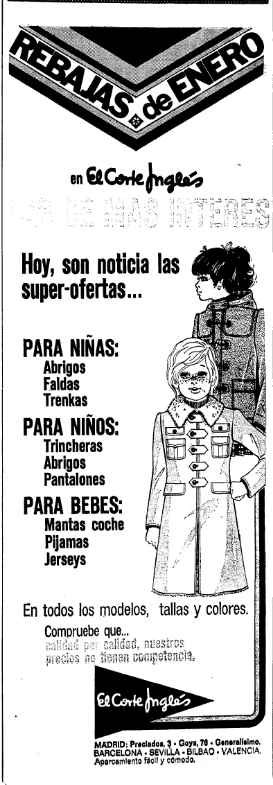 REBAJAS de ENERO
en El Corte Inglés
DE MAS INTERES
Hoy, son noticia las
super-ofertas...
PARA NIÑAS:
Abrigos
Faldas
Trenkas
PARA NIÑOS:
Trincheras
Abrigos
Pantalones
PARA BEBES:
Mantas coche
Pijamas
Jerseys
En todos los modelos, tallas y colores.
Compruebe que...
calidad por calidad, nuestros
precios no tienen competencia.
El Corte Inglés
MADRID: Preciados, 3 - Goya, 76 - Generalísimo.
BARCELONA - SEVILLA - BILBAO - VALENCIA.
Aparcamiento fácil y cómodo.